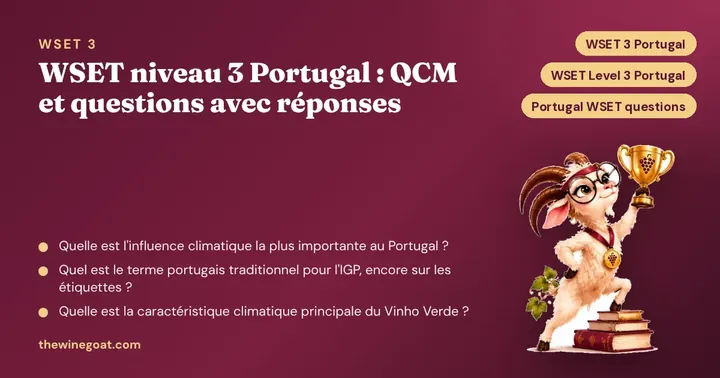 WSET 3
WSET niveau 3 Portugal : QCM
et questions avec réponses
WSET 3 Portugal
WSET Level 3 Portugal
Portugal WSET questions
Quelle est l'influence climatique la plus importante au Portugal ?
Quel est le terme portugais traditionnel pour l'IGP, encore sur les
étiquettes ?
Quelle est la caractéristique climatique principale du Vinho Verde ?
thewinegoat.com